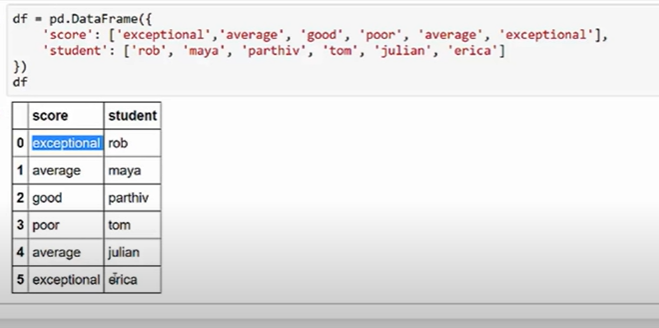 df = pd.DataFrame({
'score': ['exceptional','average', 'good', 'poor', 'average', 'exceptional'],
'student': ['rob', 'maya', 'parthiv', 'tom', 'julian', 'erica']
})
df
score student
0 exceptional rob
1 average maya
2 good parthiv
3 poor tom
4 average julian
5 exceptional erica